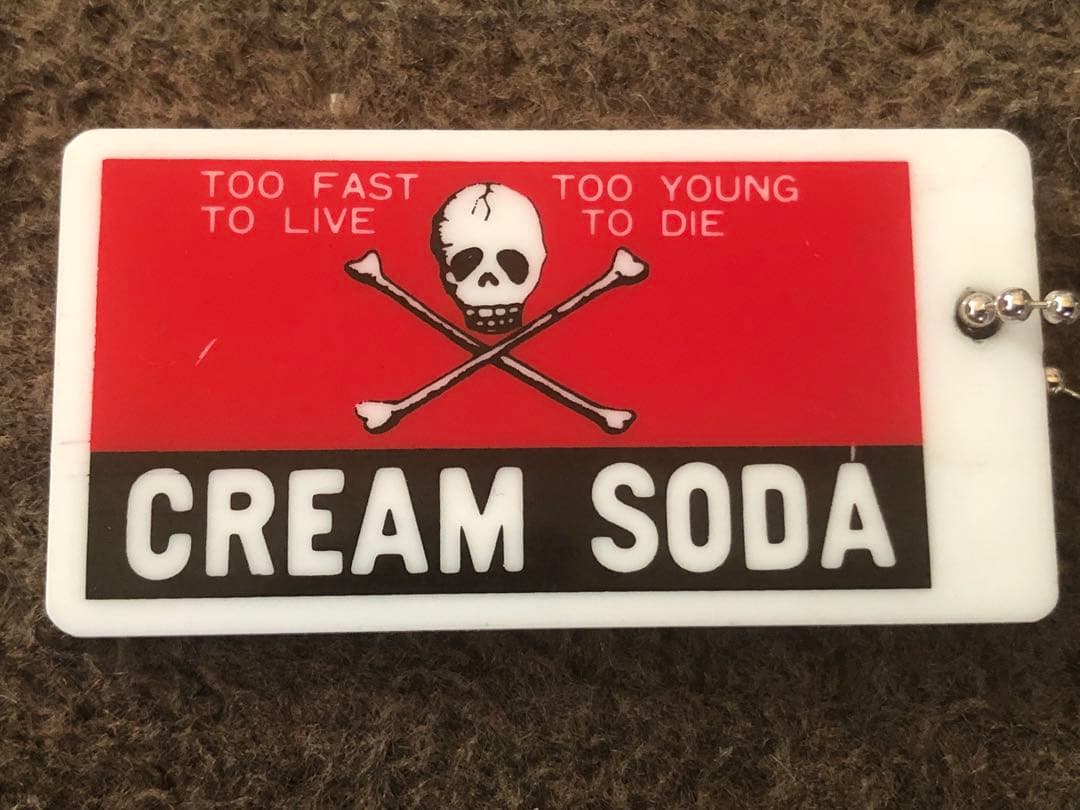 TOO FAST
TO LIVE
TOO YOUNG
TO DIE
CREAM SODA